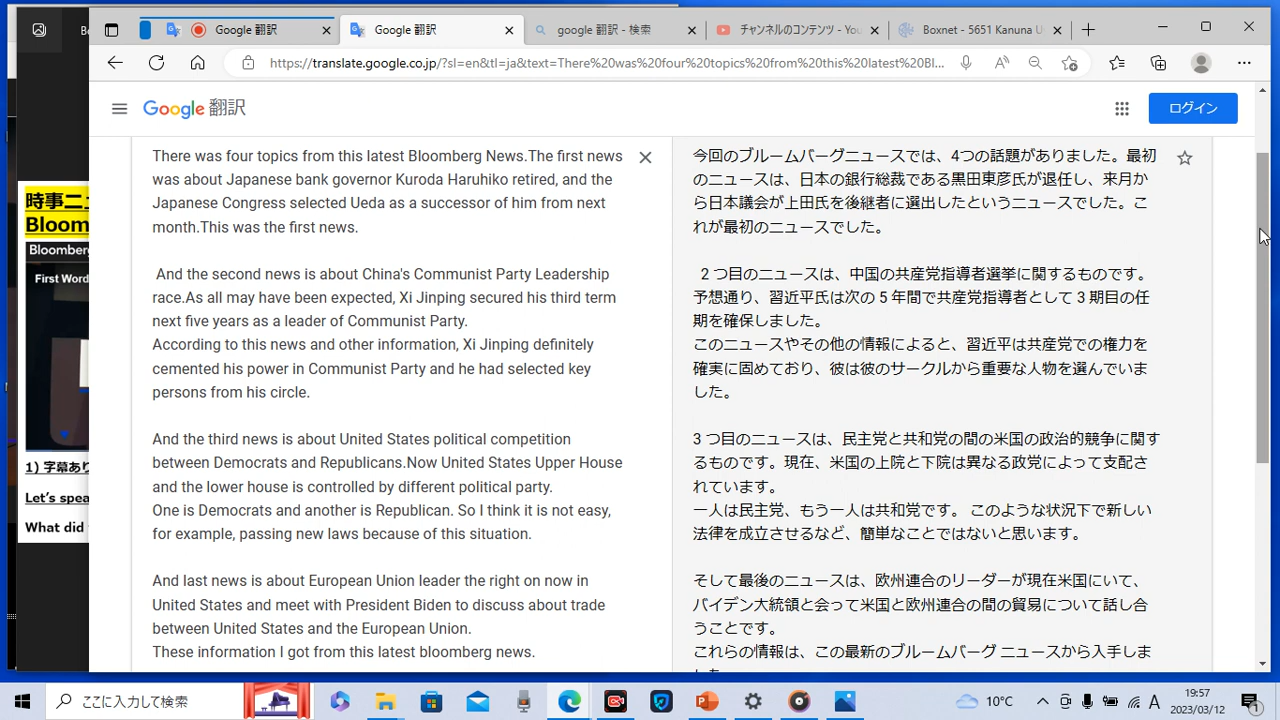 Bo
Google 翻訳
Google 翻訳
google 翻訳 - 検索
チャンネルのコンテンツ - You
Boxnet - 5651 Kanuna U
https://translate.google.co.jp/?sl=en&tl=ja&text=There%20was%20four%20topics%20from%20this%20latest%20Bl...
Google 翻訳
ログイン
There was four topics from this latest Bloomberg News.The first news
was about Japanese bank governor Kuroda Haruhiko retired, and the
Japanese Congress selected Ueda as a successor of him from next
month.This was the first news.
And the second news is about China's Communist Party Leadership
race.As all may have been expected, Xi Jinping secured his third term
next five years as a leader of Communist Party.
According to this news and other information, Xi Jinping definitely
cemented his power in Communist Party and he had selected key
persons from his circle.
And the third news is about United States political competition
between Democrats and Republicans.Now United States Upper House
and the lower house is controlled by different political party.
One is Democrats and another is Republican. So I think it is not easy,
for example, passing new laws because of this situation.
And last news is about European Union leader the right on now in
United States and meet with President Biden to discuss about trade
between United States and the European Union.
These information I got from this latest bloomberg news.
今回のブルームバーグニュースでは、4つの話題がありました。最初
のニュースは、日本の銀行総裁である黒田東彦氏が退任し、来月か
ら日本議会が上田氏を後継者に選出したというニュースでした。こ
れが最初のニュースでした。
２つ目のニュースは、中国の共産党指導者選挙に関するものです。
予想通り、習近平氏は次の５年間で共産党指導者として３期目の任
期を確保しました。
このニュースやその他の情報によると、習近平は共産党での権力を
確実に固めており、彼は彼のサークルから重要な人物を選んでいま
した。
３つ目のニュースは、民主党と共和党の間の米国の政治的競争に関す
るものです。現在、米国の上院と下院は異なる政党によって支配さ
れています。
一人は民主党、もう一人は共和党です。 このような状況下で新しい
法律を成立させるなど、簡単なことではないと思います。
そして最後のニュースは、欧州連合のリーダーが現在米国にいて、
バイデン大統領と会って米国と欧州連合の間の貿易について話し合
うことです。
これらの情報は、この最新のブルームバーグ ニュースから入手しま
時事ニ
Bloom
Bloomberg
First Word
1) 字幕あり
Let's spea
What did
ここに入力して検索
10°C
A
19:57
2023/03/12
1